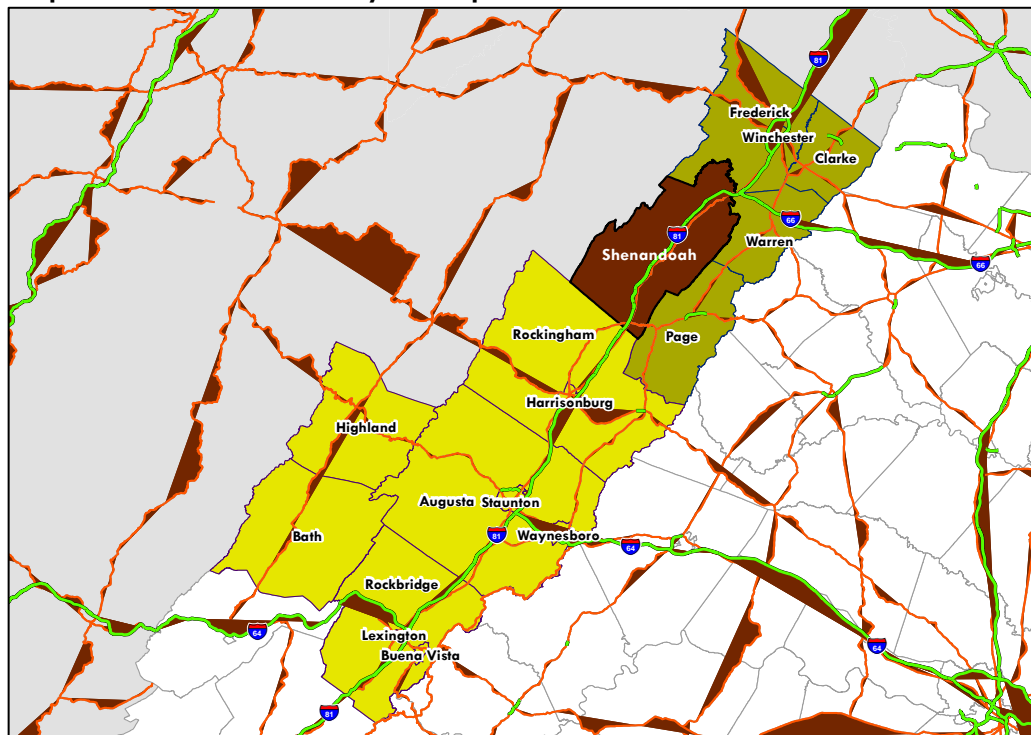 81
Frederick
Winchester
Clarke
66
81
Warren
Shenandoah
66
Rockingham
Page
Harrisonburg
Highland
Augusta Staunton
81
Waynesboro
Bath
64
Rockbridge
64
Lexington
64
Buena Vista
81